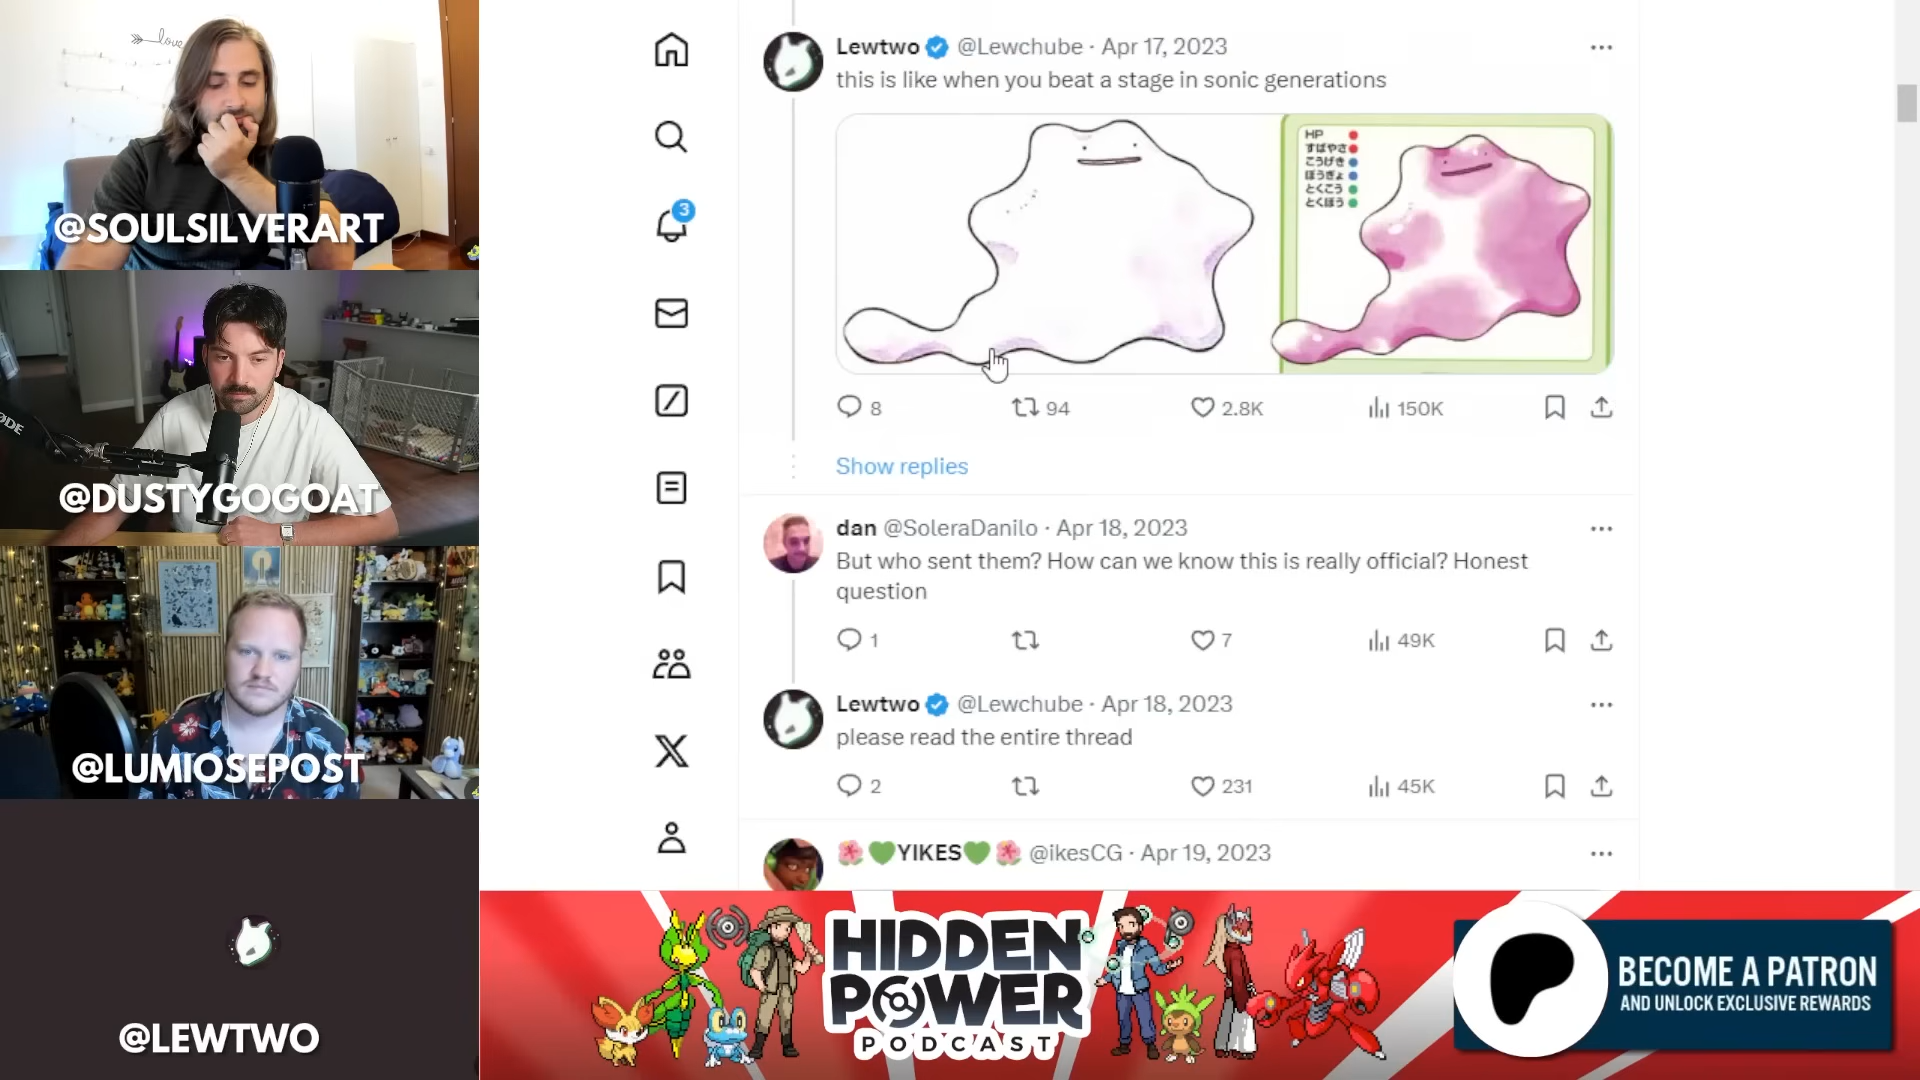 love
@SOULSILVERART
RØDE
@DUSTYGOGOAT
@LUMIOSEPOST
@LEWTWO
3
Lewtwo @Lewchube · Apr 17, 2023
this is like when you beat a stage in sonic generations
HP
すばやさ
こうげき
ぼうぎょ
とくこう
とくぼう
8 94 2.8K 150K
Show replies
dan @SoleraDanilo · Apr 18, 2023
But who sent them? How can we know this is really official? Honest
question
1 7 49K
Lewtwo @Lewchube · Apr 18, 2023
please read the entire thread
2 231 45K
YIKES @ikesCG · Apr 19, 2023
HIDDEN
POWER
PODCAST
BECOME A PATRON
AND UNLOCK EXCLUSIVE REWARDS